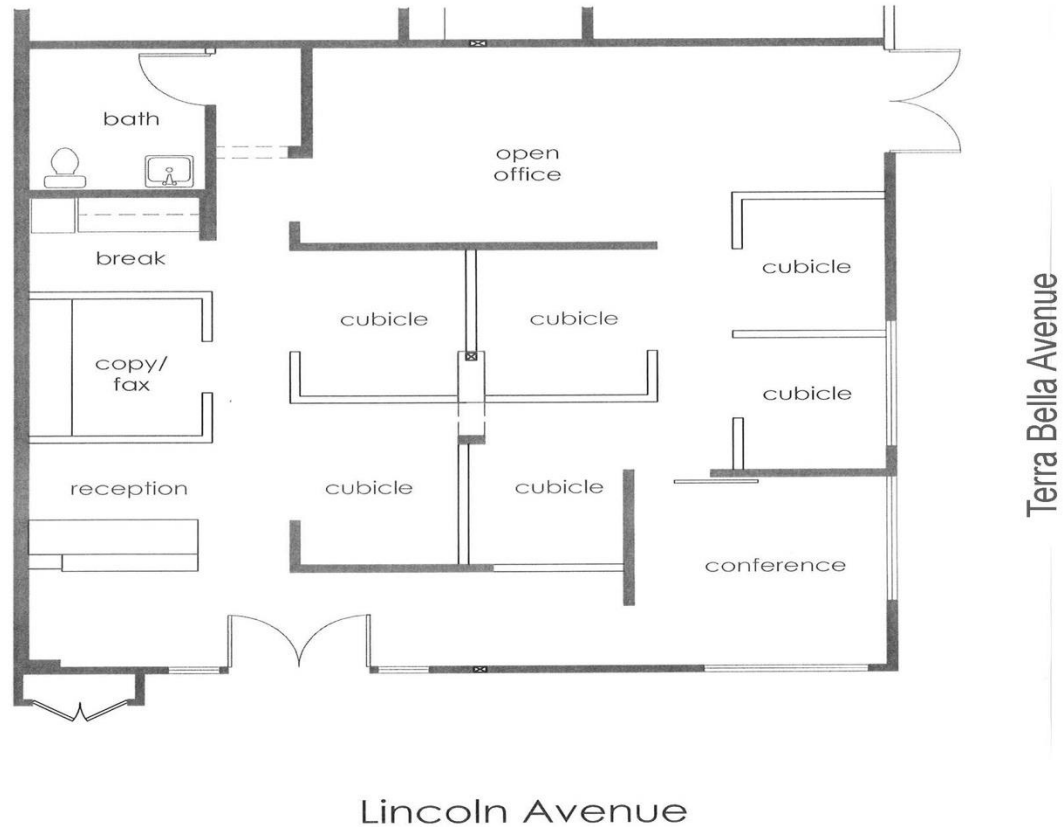 bath
open
office
break
cubicle
cubicle
cubicle
copy/
fax
cubicle
reception
cubicle
cubicle
conference
Terra Bella Avenue
Lincoln Avenue